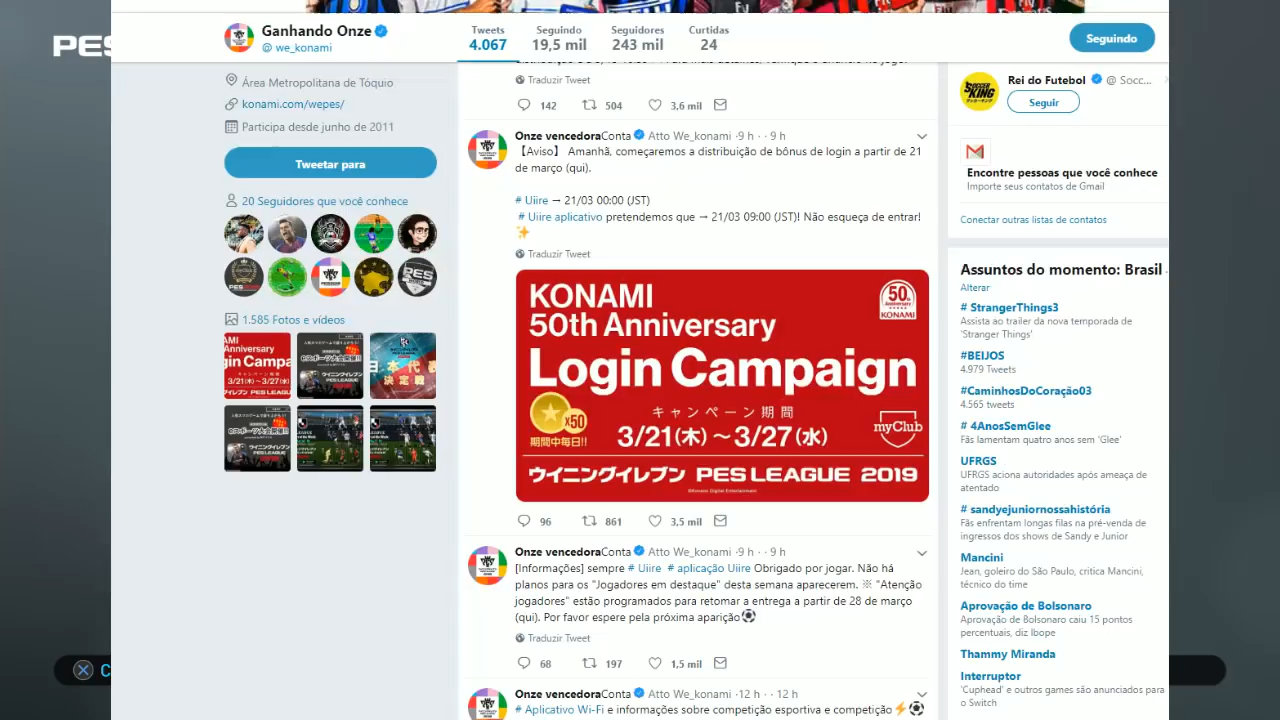 PES
Ganhando Onze
@ we_konami
Tweets
4.067
Seguindo
19,5 mil
Seguidores
243 mil
Curtidas
24
Seguindo
Área Metropolitana de Tóquio
konami.com/wepes/
Participa desde junho de 2011
Tweetar para
20 Seguidores que você conhece
1.585 Fotos e vídeos
Traduzir Tweet
142 504 3,6 mil
Onze vencedoraConta Atto We_konami ·9 h · · 9 h
【Aviso】 Amanhã, começaremos a distribuição de bônus de login a partir de 21
de março (qui).
# Uiire → 21/03 00:00 (JST)
# Uiire aplicativo pretendemos que → 21/03 09:00 (JST)! Não esqueça de entrar!
Traduzir Tweet
KONAMI
50th Anniversary
Login Campaign
50th
Anniversary
KONAMI
x50
期間中毎日!!
キャンペーン期間
3/21(木)～3/27(水)
myClub
ウイニングイレブン PES LEAGUE 2019
©Konami Digital Entertainment
96 861 3,5 mil
Onze vencedoraConta Atto We_konami ·9 h · · 9 h
[Informações] sempre # Uiire # aplicação Uiire Obrigado por jogar. Não há
planos para os "Jogadores em destaque" desta semana aparecerem. ※ "Atenção
jogadores" estão programados para retomar a entrega a partir de 28 de março
(qui). Por favor espere pela próxima aparição
Traduzir Tweet
68 197 1,5 mil
Onze vencedoraConta Atto We_konami ·12 h · · 12 h
# Aplicativo Wi-Fi e informações sobre competição esportiva e competição
SOCCER
KING
Rei do Futebol @ Socc...
Seguir
Encontre pessoas que você conhece
Importe seus contatos de Gmail
Conectar outras listas de contatos
Assuntos do momento: Brasil
Alterar
# StrangerThings3
Assista ao trailer da nova temporada de
'Stranger Things'
#BEIJOS
4.979 Tweets
#CaminhosDoCoração03
4.565 tweets
# 4AnosSemGlee
Fãs lamentam quatro anos sem 'Glee'
UFRGS
UFRGS aciona autoridades após ameaça de
atentado
# sandyejuniornossahistória
Fãs enfrentam longas filas na pré-venda de
ingressos dos shows de Sandy e Junior
Mancini
Jean, goleiro do São Paulo, critica Mancini,
técnico do time
Aprovação de Bolsonaro
Aprovação de Bolsonaro caiu 15 pontos
percentuais, diz Ibope
Thammy Miranda
Interruptor
'Cuphead' e outros games são anunciados para
o Switch